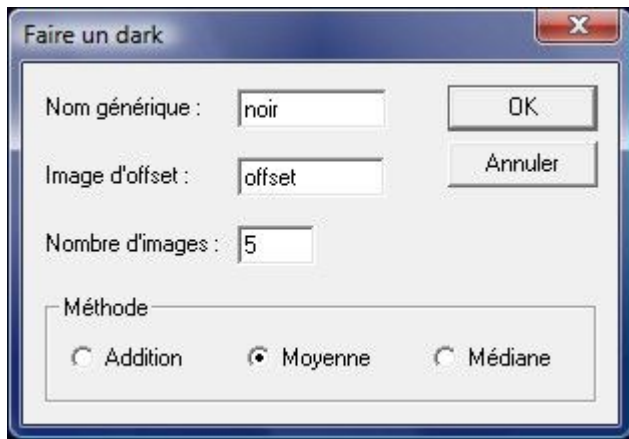 Faire un dark
Nom générique : noir OK
Image d'offset : offset Annuler
Nombre d'images : 5
Méthode
Addition Moyenne Médiane